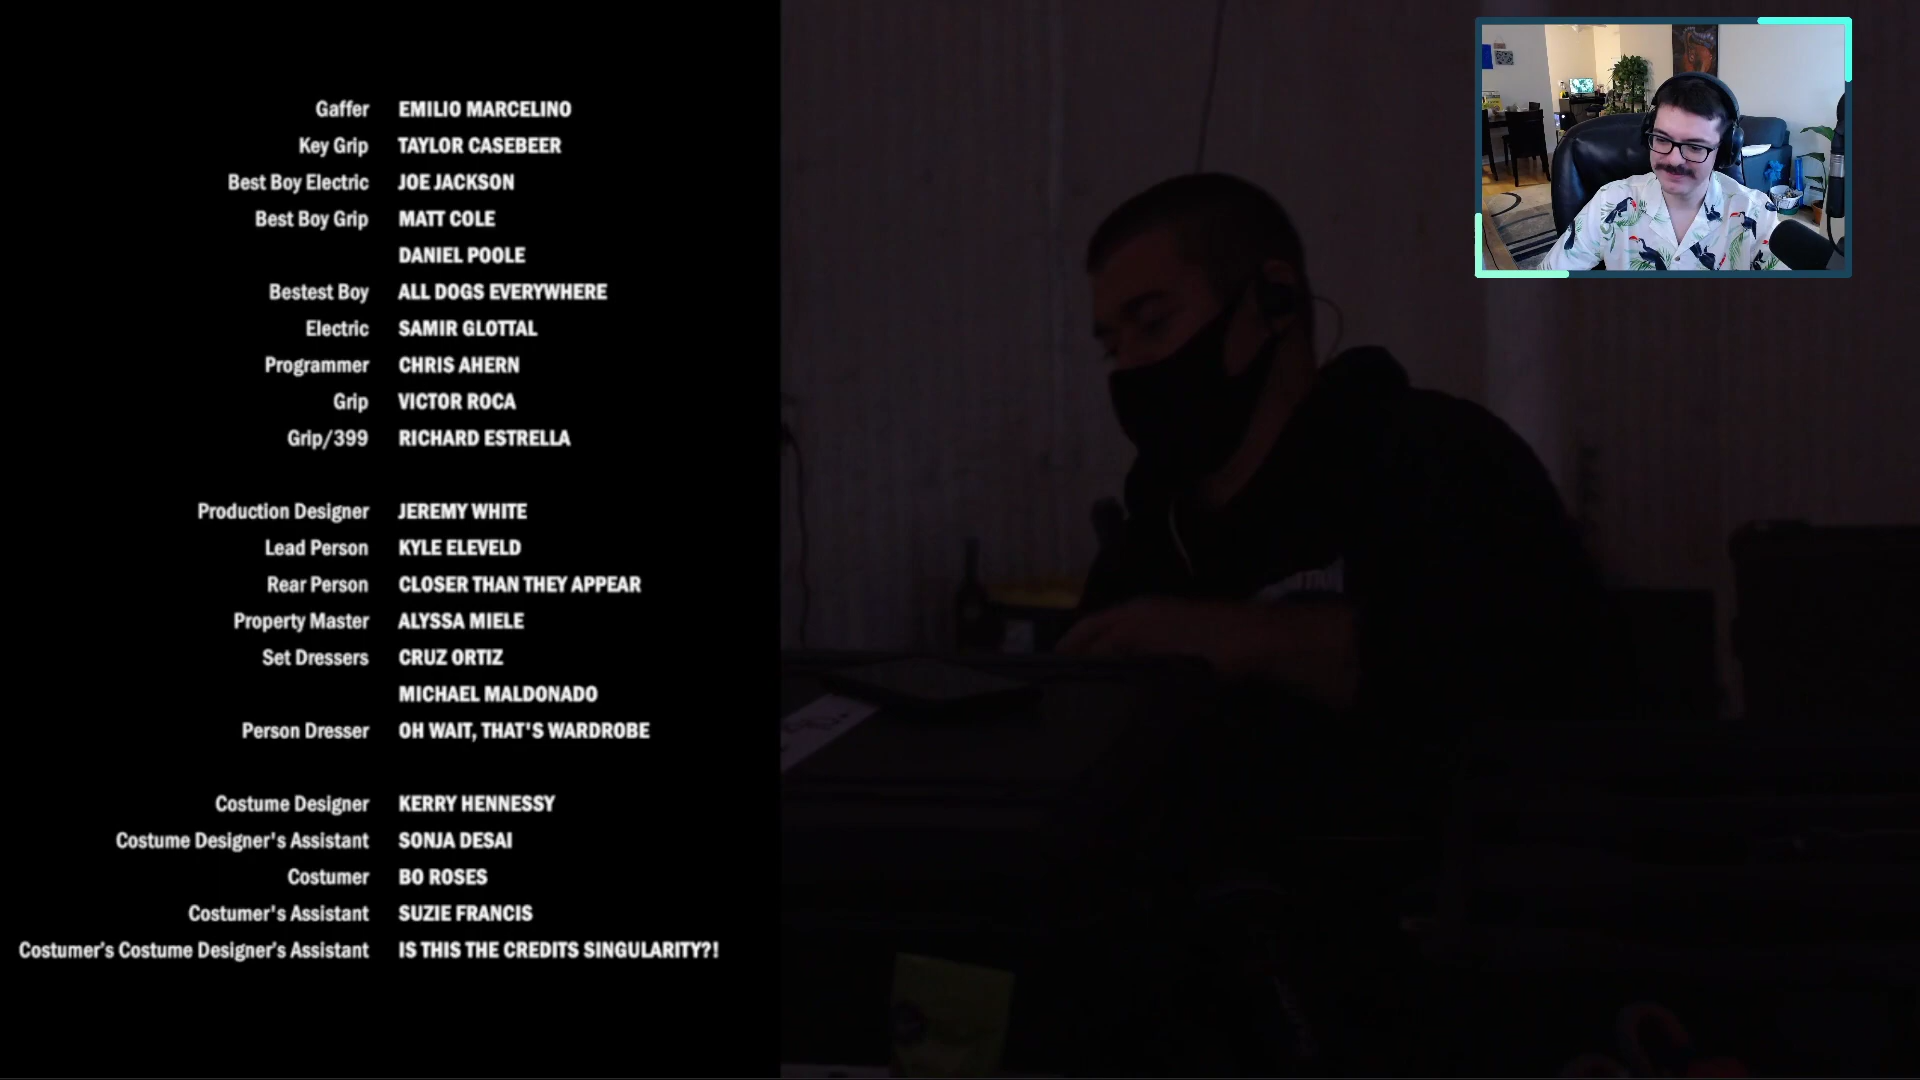 Gaffer EMILIO MARCELINO
Key Grip TAYLOR CASEBEER
Best Boy Electric JOE JACKSON
Best Boy Grip MATT COLE
DANIEL POOLE
Bestest Boy ALL DOGS EVERYWHERE
Electric SAMIR GLOTTAL
Programmer CHRIS AHERN
Grip VICTOR ROCA
Grip/399 RICHARD ESTRELLA
Production Designer JEREMY WHITE
Lead Person KYLE ELEVELD
Rear Person CLOSER THAN THEY APPEAR
Property Master ALYSSA MIELE
Set Dressers CRUZ ORTIZ
MICHAEL MALDONADO
Person Dresser OH WAIT, THAT'S WARDROBE
Costume Designer KERRY HENNESSY
Costume Designer's Assistant SONJA DESAI
Costumer BO ROSES
Costumer's Assistant SUZIE FRANCIS
Costumer’s Costume Designer’s Assistant IS THIS THE CREDITS SINGULARITY?!